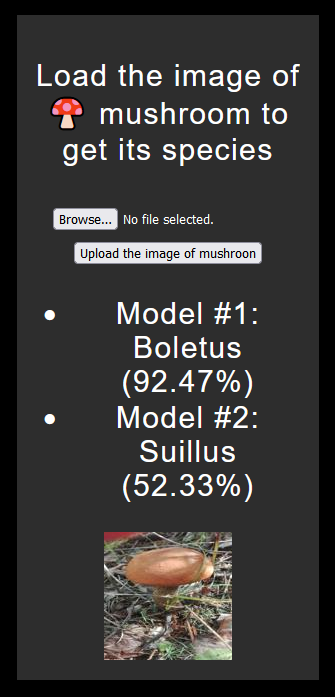 Load the image of
🍄 mushroom to
get its species
Browse... No file selected.
Upload the image of mushroon
Model #1:
Boletus
(92.47%)
Model #2:
Suillus
(52.33%)